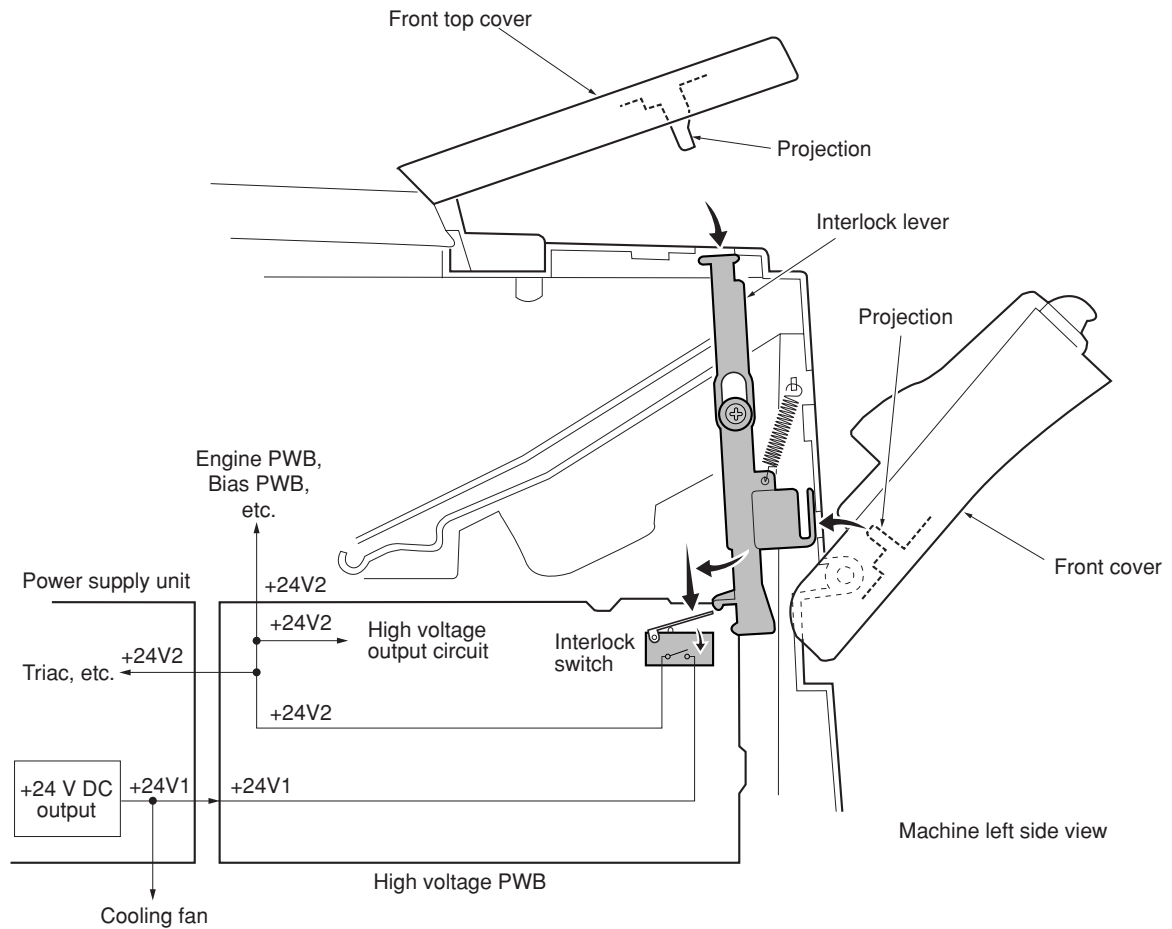 Front top cover
Projection
Interlock lever
Projection
Engine PWB,
Bias PWB,
etc.
Front cover
Power supply unit
+24V2
+24V2
High voltage
output circuit
Interlock
switch
+24V2
Triac, etc.
+24V2
+24 V DC
output
+24V1
+24V1
Machine left side view
High voltage PWB
Cooling fan